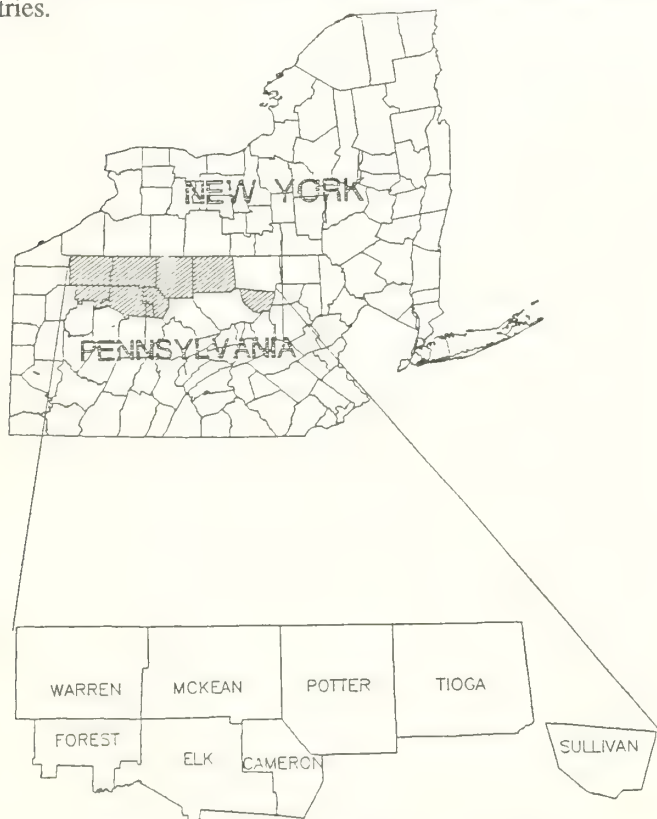 tries.
NEW YORK
PENNSYLVANIA
WARREN MCKEAN POTTER TIOGA
FOREST ELK CAMERON SULLIVAN